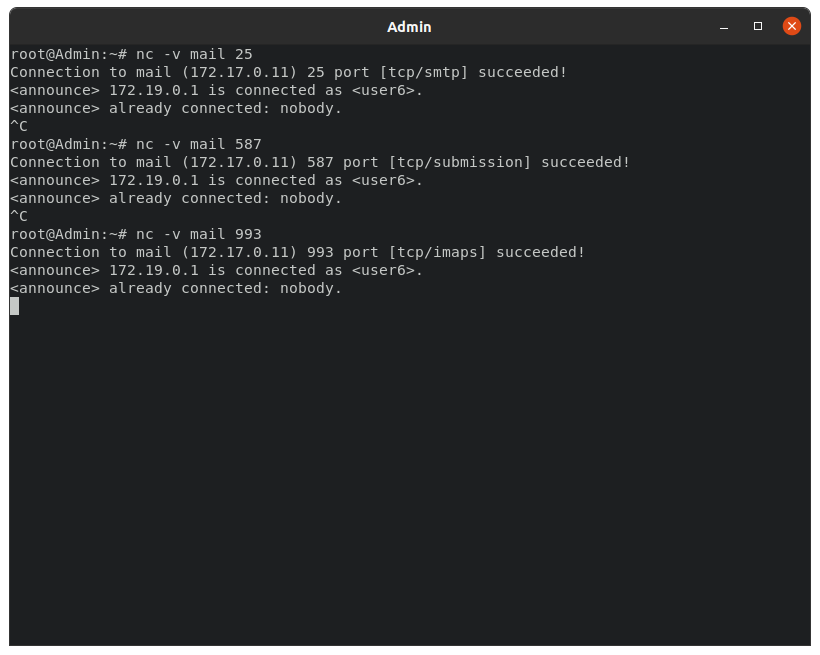 Admin
root@Admin:~# nc -v mail 25
Connection to mail (172.17.0.11) 25 port [tcp/smtp] succeeded!
<announce> 172.19.0.1 is connected as <user6>.
<announce> already connected: nobody.
^C
root@Admin:~# nc -v mail 587
Connection to mail (172.17.0.11) 587 port [tcp/submission] succeeded!
<announce> 172.19.0.1 is connected as <user6>.
<announce> already connected: nobody.
^C
root@Admin:~# nc -v mail 993
Connection to mail (172.17.0.11) 993 port [tcp/imaps] succeeded!
<announce> 172.19.0.1 is connected as <user6>.
<announce> already connected: nobody.